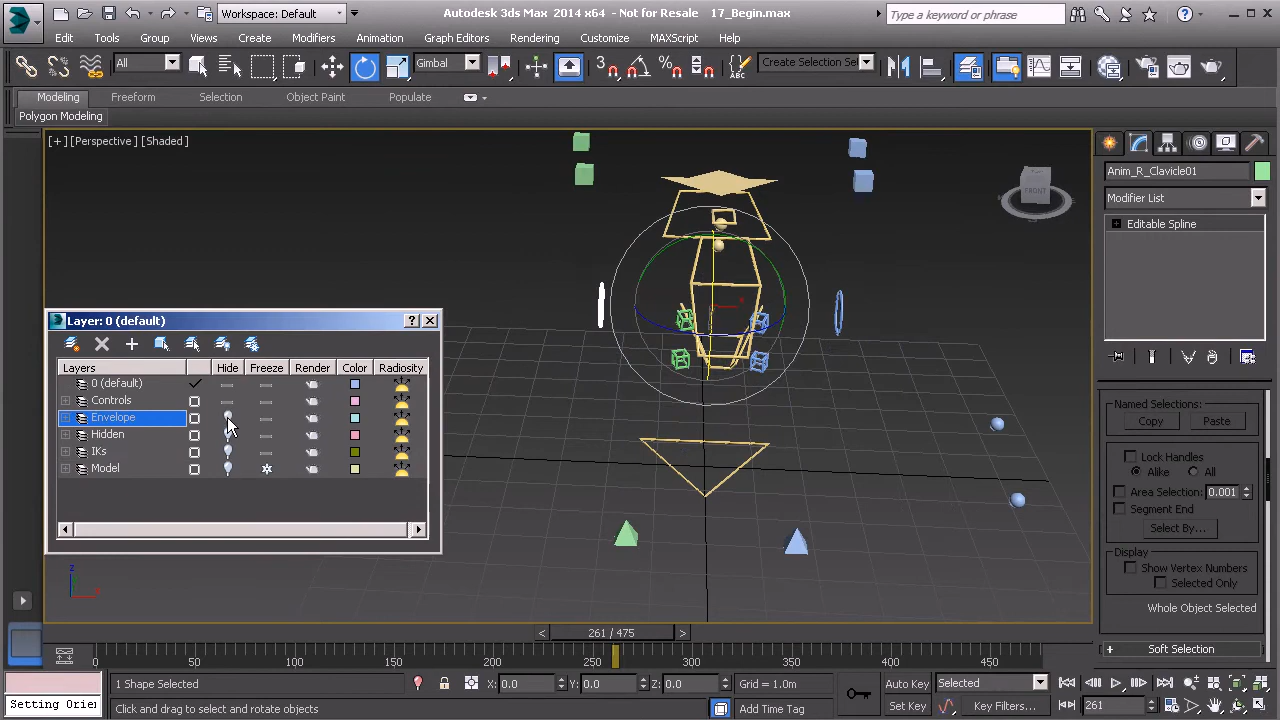 Workspace: Default
Autodesk 3ds Max 2014 x64 - Not for Resale 17_Begin.max
Type a keyword or phrase
Edit Tools Group Views Create Modifiers Animation Graph Editors Rendering Customize MAXScript Help
All Gimbal Create Selection Se
Modeling Freeform Selection Object Paint Populate
Polygon Modeling
[+] [Perspective] [Shaded]
FRONT
Anim_R_Clavicle01
Modifier List
Editable Spline
Layer: 0 (default)
Layers Hide Freeze Render Color Radiosity
0 (default)
Controls
Envelope
Hidden
IKs
Model
Named Selections:
Copy Paste
Lock Handles
Alike All
Area Selection: 0.001
Segment End
Select By...
Display
Show Vertex Numbers
Selected Only
Whole Object Selected
+ Soft Selection
< 261 / 475 >
0 50 100 150 200 250 300 350 400 450
1 Shape Selected X: 0.0 Y: 0.0 Z: 0.0 Grid = 1.0m Auto Key Selected
Setting Orie Click and drag to select and rotate objects Add Time Tag Set Key Key Filters... 261
z
x